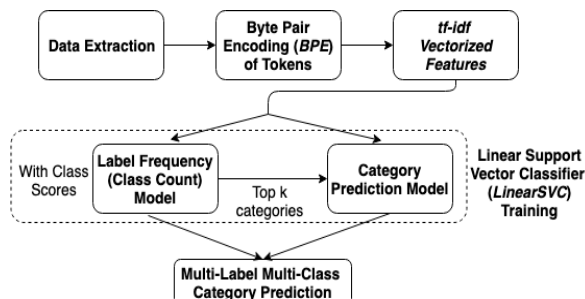 Data Extraction
Byte Pair
Encoding (BPE)
of Tokens
tf-idf
Vectorized
Features
With Class
Scores
Label Frequency
(Class Count)
Model
Top k
categories
Category
Prediction Model
Linear Support
Vector Classifier
(LinearSVC)
Training
Multi-Label Multi-Class
Category Prediction